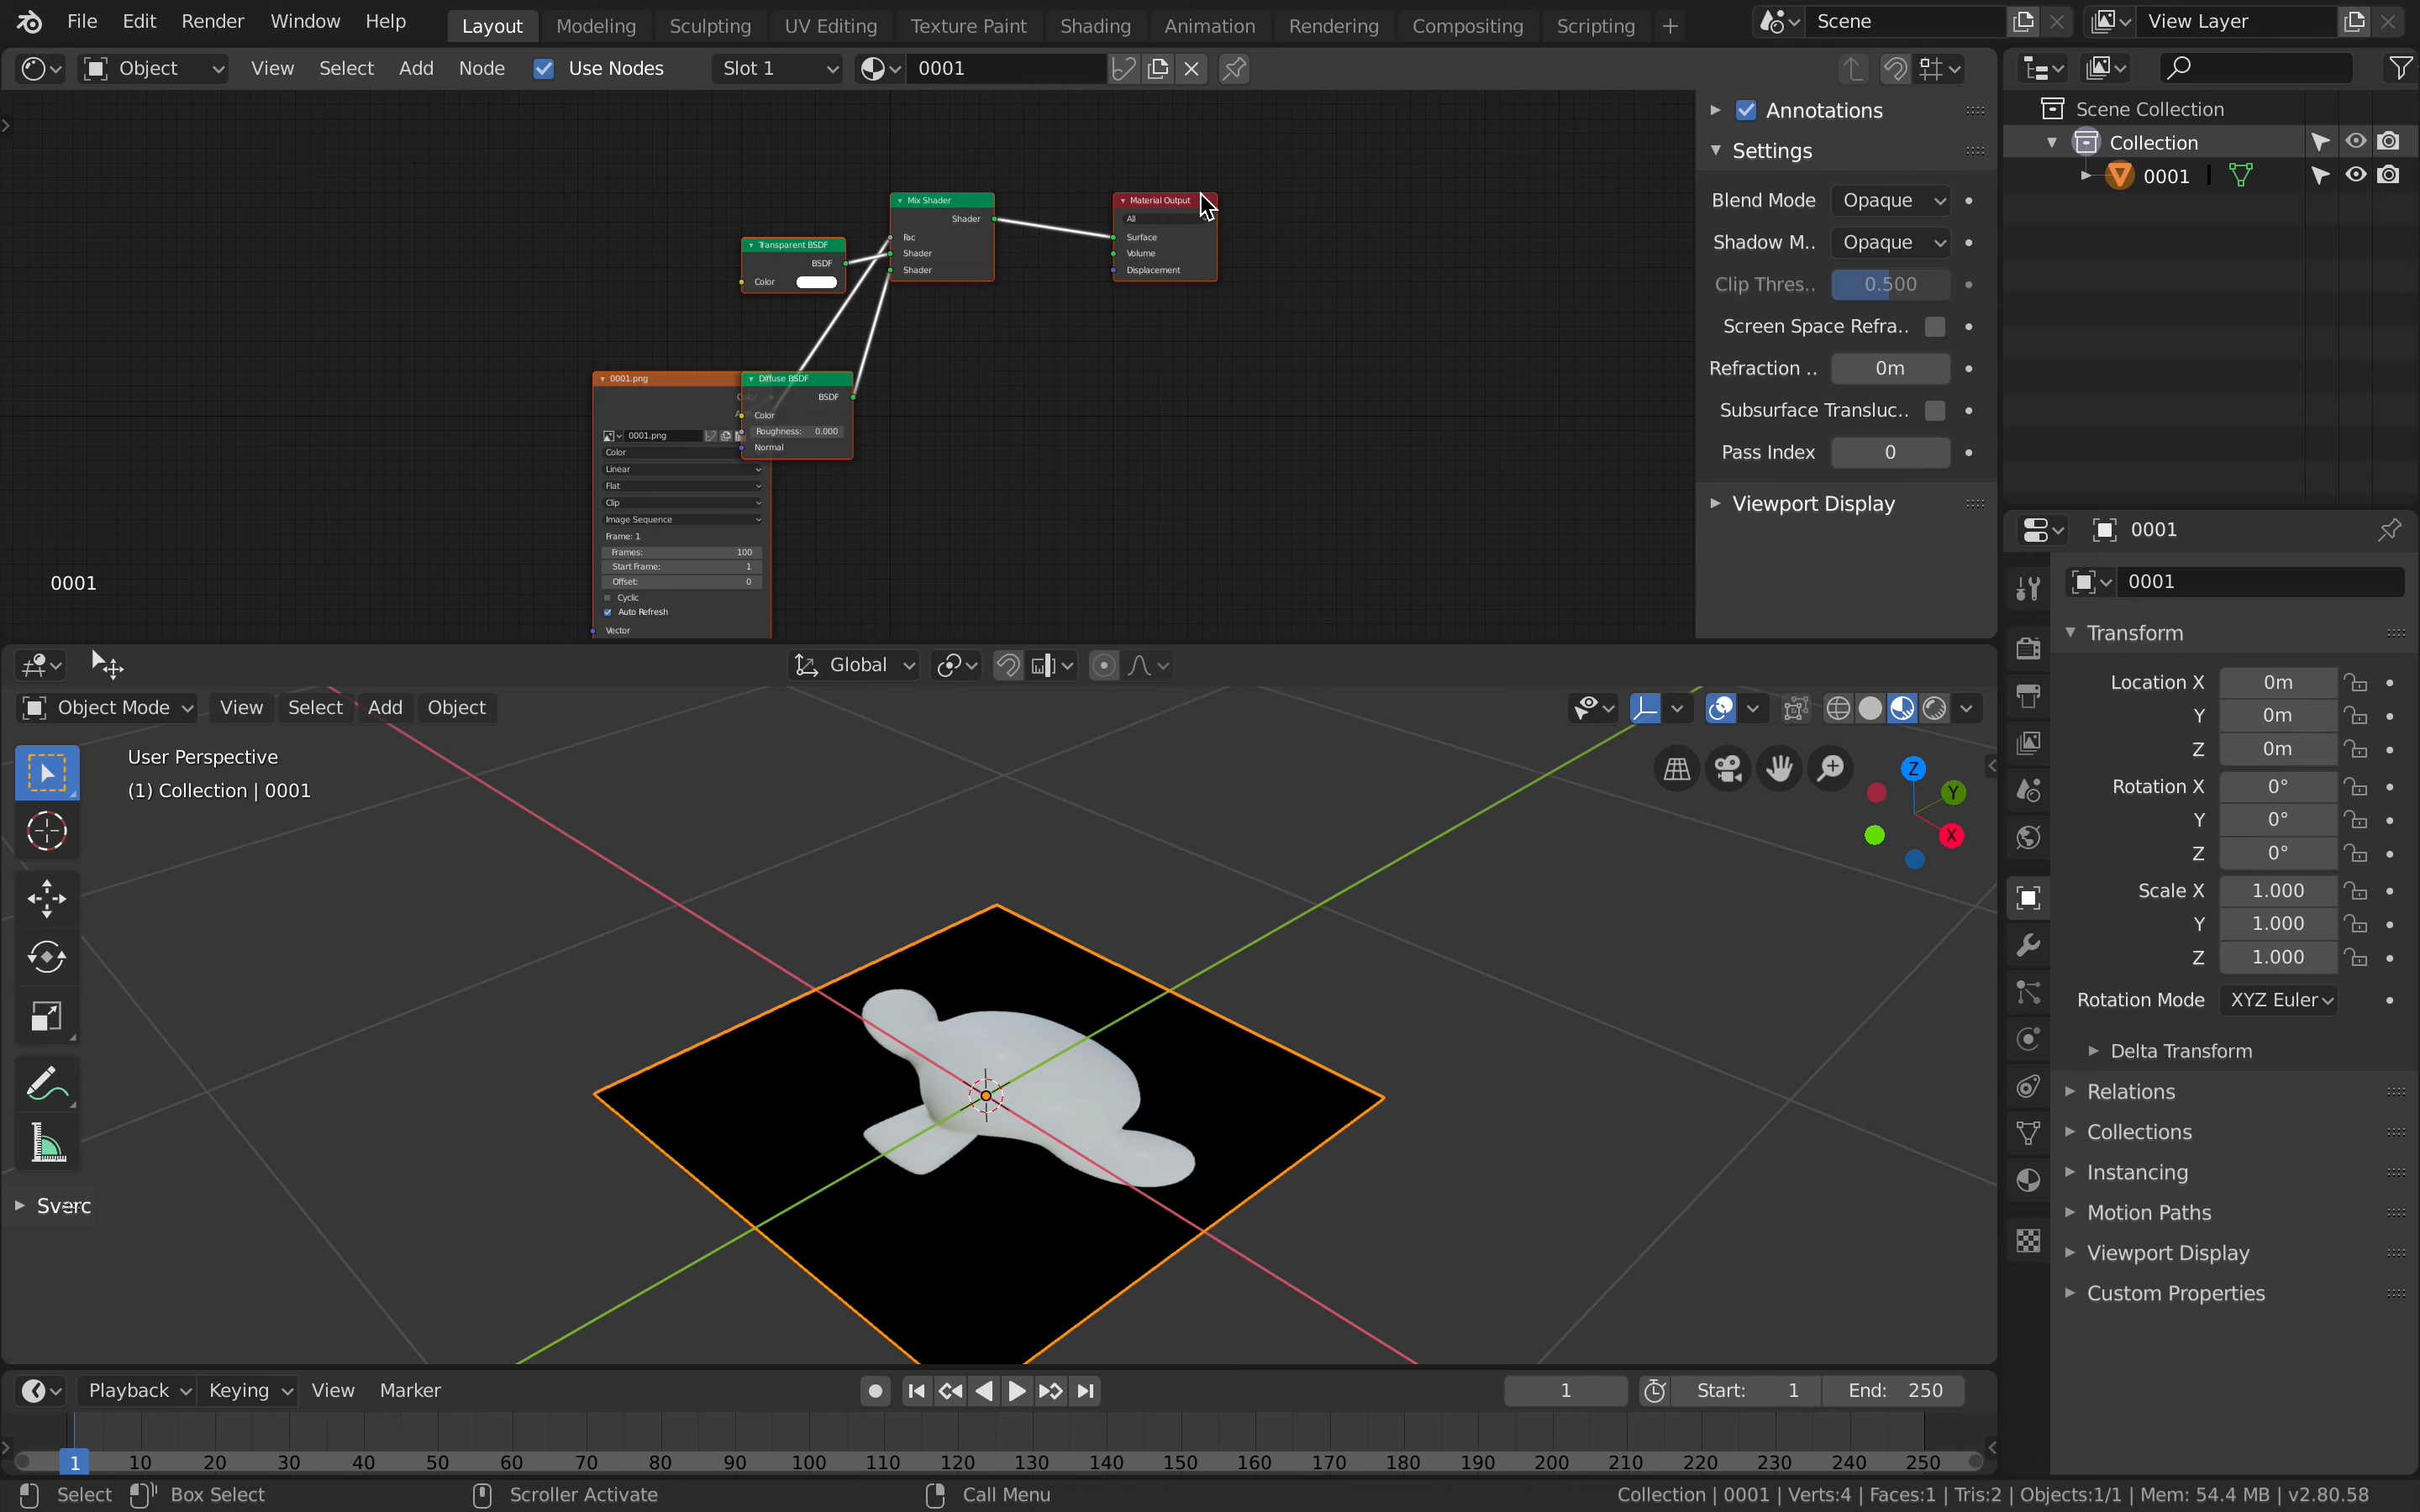 File Edit Render Window Help Layout Modeling Sculpting UV Editing Texture Paint Shading Animation Rendering Compositing Scripting + Scene View Layer
Object View Select Add Node Use Nodes Slot 1 0001
Annotations
Settings
Blend Mode Opaque
Shadow M.. Opaque
Clip Thres.. 0.500
Screen Space Refra..
Refraction .. 0m
Subsurface Transluc..
Pass Index 0
Viewport Display
Scene Collection
Collection
0001
Mix Shader
Shader
Fac
Shader
Shader
Material Output
All
Surface
Volume
Displacement
Transparent BSDF
BSDF
Color
0001.png
Color
0001.png
Color
Linear
Flat
Clip
Image Sequence
Frame: 1
Frames: 100
Start Frame: 1
Offset: 0
Cyclic
Auto Refresh
Vector
Diffuse BSDF
BSDF
Color
Roughness: 0.000
Normal
0001
Global
Object Mode View Select Add Object
User Perspective
(1) Collection | 0001
Z
Y
X
0001
0001
Transform
Location X 0m
Y 0m
Z 0m
Rotation X 0°
Y 0°
Z 0°
Scale X 1.000
Y 1.000
Z 1.000
Rotation Mode XYZ Euler
Delta Transform
Relations
Collections
Instancing
Motion Paths
Viewport Display
Custom Properties
Playback Keying View Marker 1 Start: 1 End: 250
1 10 20 30 40 50 60 70 80 90 100 110 120 130 140 150 160 170 180 190 200 210 220 230 240 250
Select Box Select Scroller Activate Call Menu Collection | 0001 | Verts:4 | Faces:1 | Tris:2 | Objects:1/1 | Mem: 54.4 MB | v2.80.58